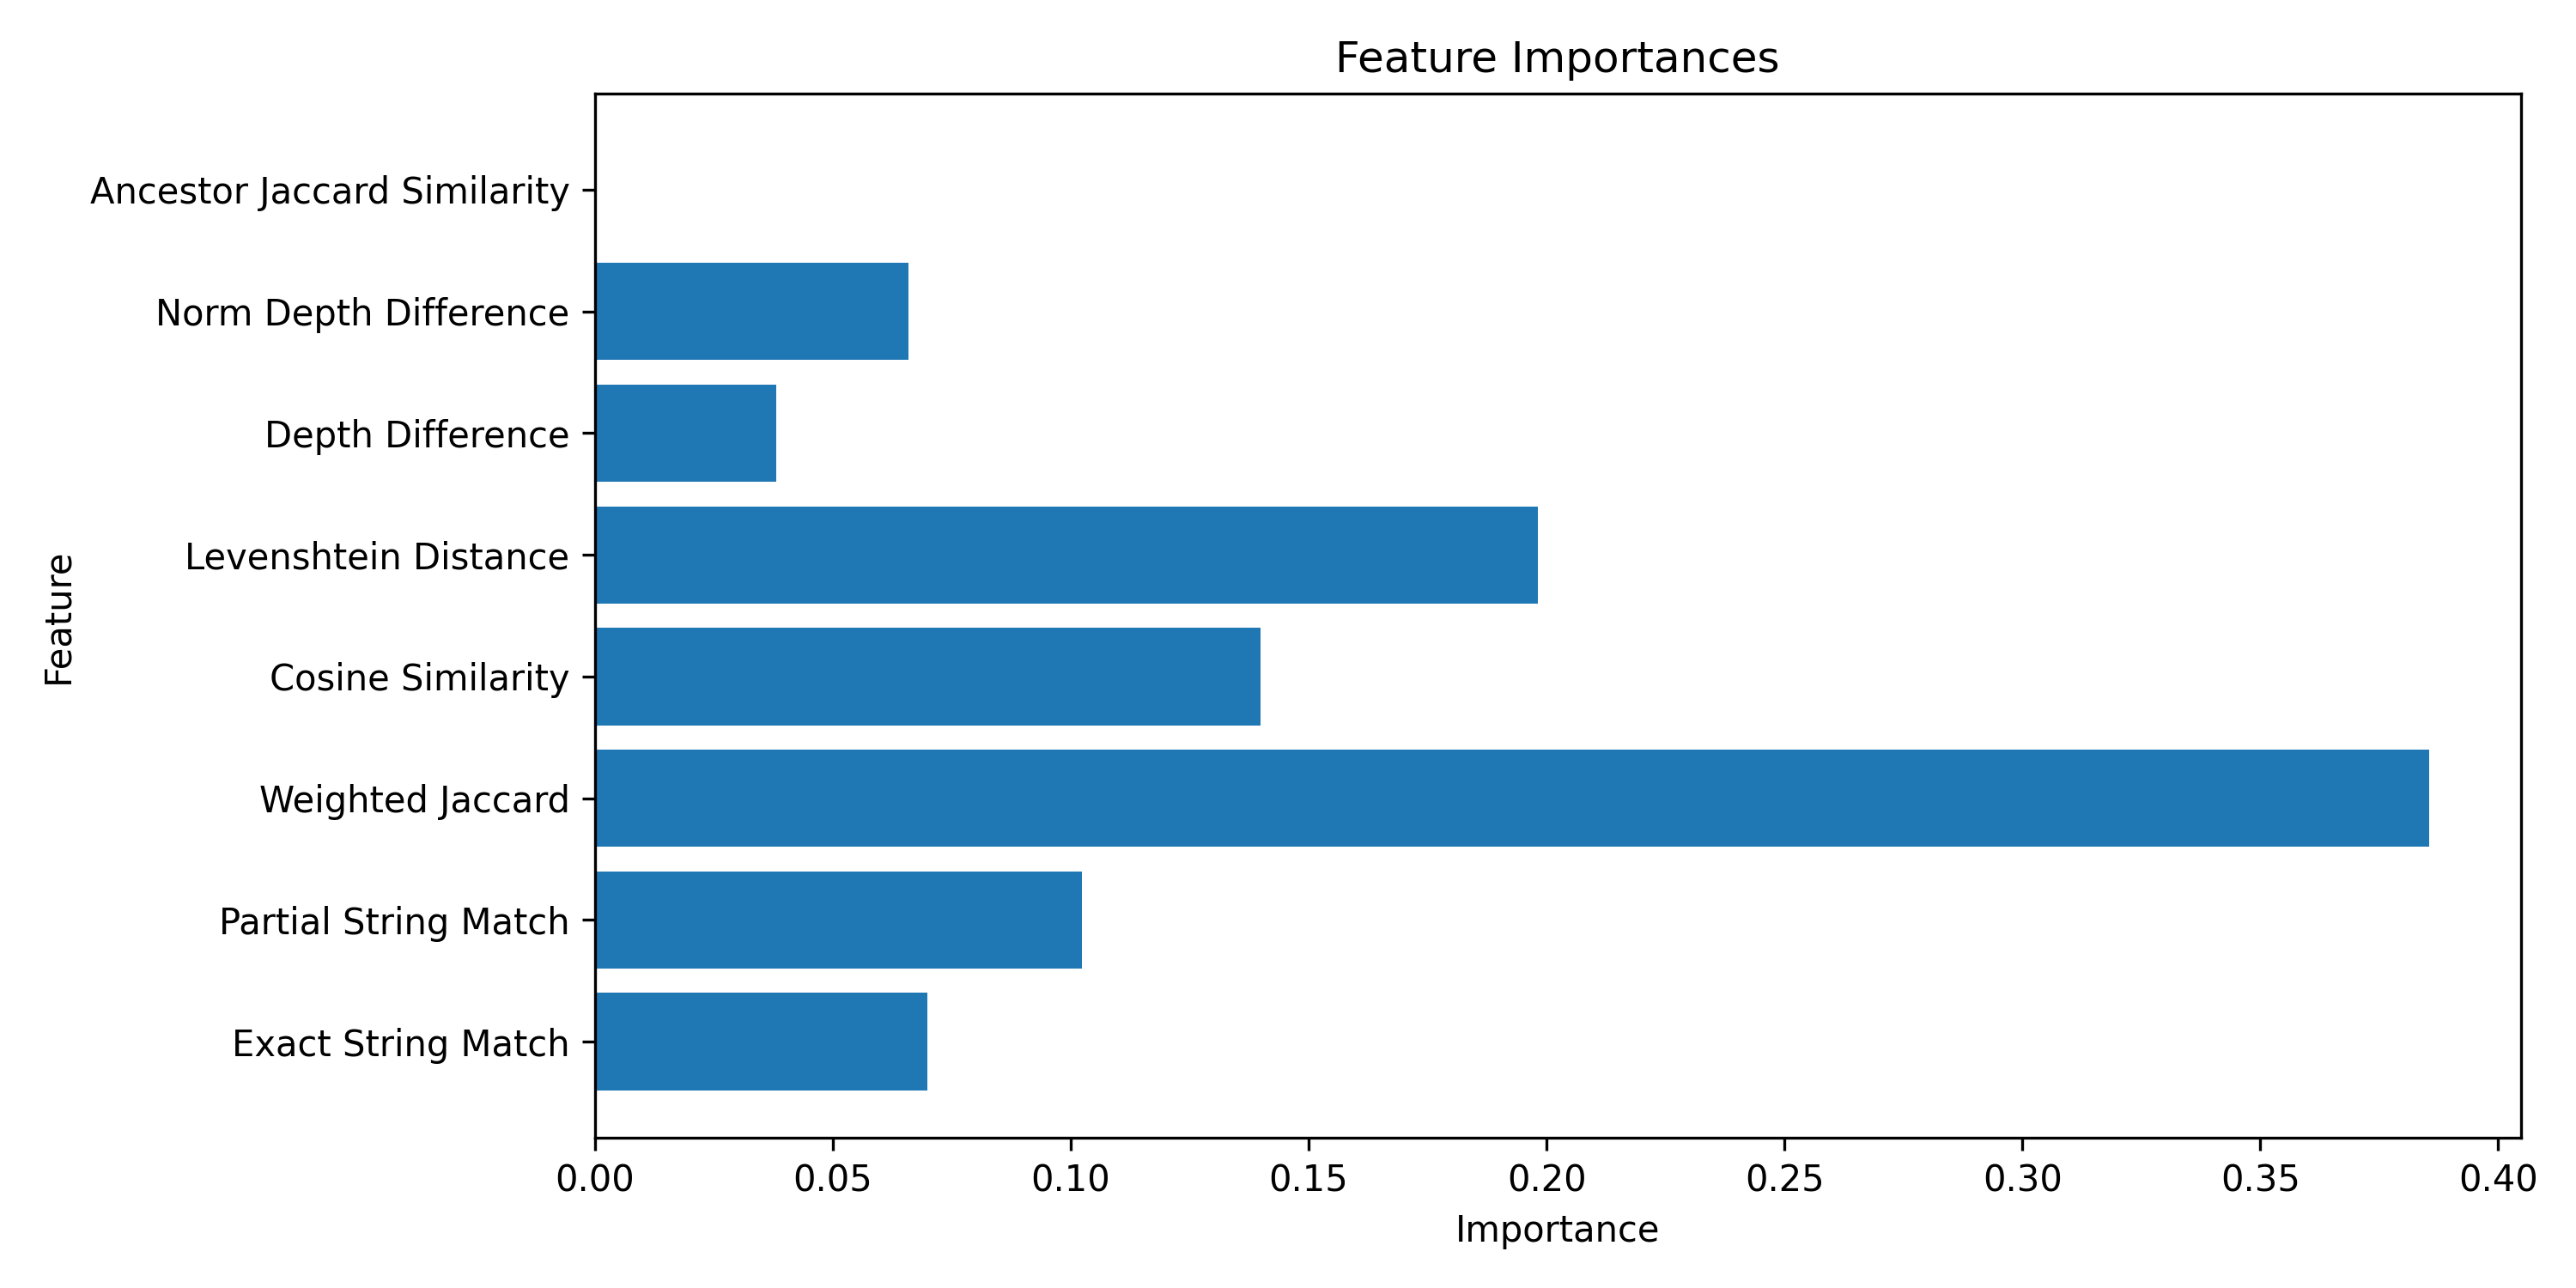 Feature Importances
Ancestor Jaccard Similarity
Norm Depth Difference
Depth Difference
Levenshtein Distance
Cosine Similarity
Weighted Jaccard
Partial String Match
Exact String Match
Feature
0.00 0.05 0.10 0.15 0.20 0.25 0.30 0.35 0.40
Importance